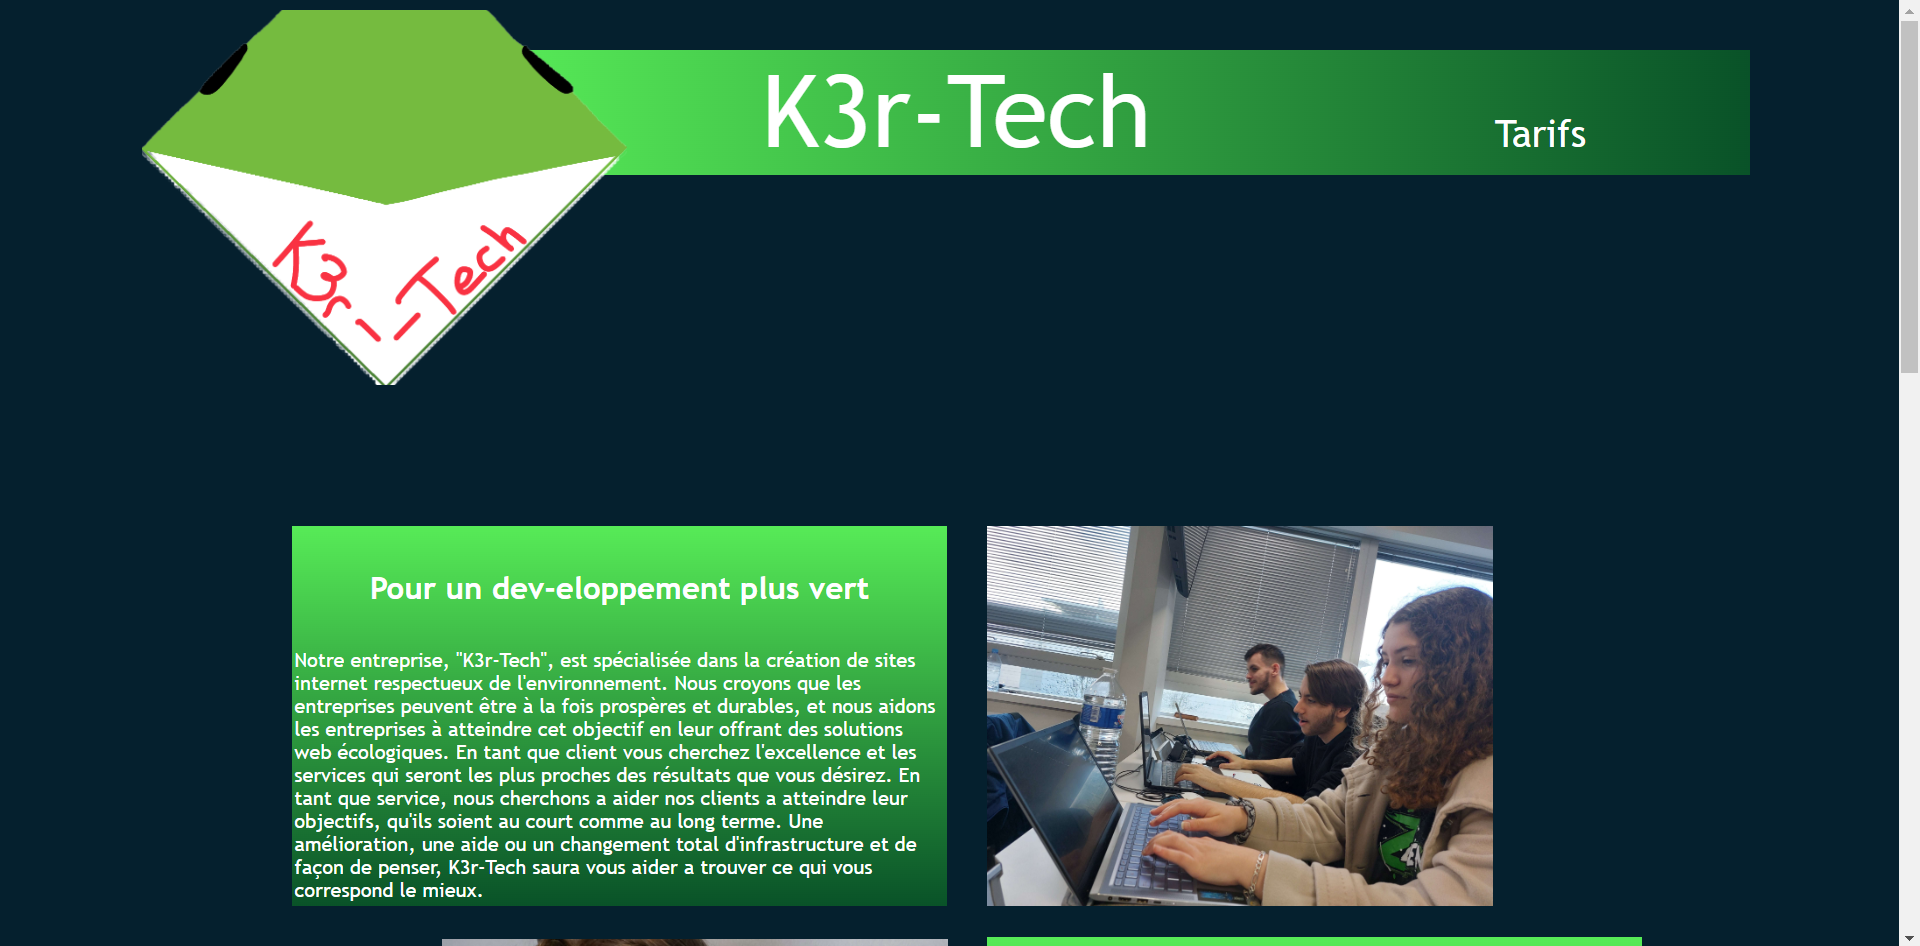 K3r-Tech
Tarifs
K3r--Tech
Pour un dev-eloppement plus vert
Notre entreprise, "K3r-Tech", est spécialisée dans la création de sites
internet respectueux de l'environnement. Nous croyons que les
entreprises peuvent être à la fois prospères et durables, et nous aidons
les entreprises à atteindre cet objectif en leur offrant des solutions
web écologiques. En tant que client vous cherchez l'excellence et les
services qui seront les plus proches des résultats que vous désirez. En
tant que service, nous cherchons a aider nos clients a atteindre leur
objectifs, qu'ils soient au court comme au long terme. Une
amélioration, une aide ou un changement total d'infrastructure et de
façon de penser, K3r-Tech saura vous aider a trouver ce qui vous
correspond le mieux.